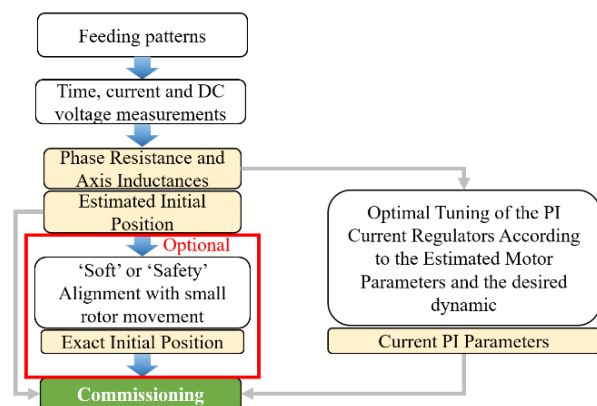 Feeding patterns
Time, current and DC
voltage measurements
Phase Resistance and
Axis Inductances
Estimated Initial
Position
Optional
‘Soft’ or ‘Safety’
Alignment with small
rotor movement
Exact Initial Position
Commissioning
Optimal Tuning of the PI
Current Regulators According
to the Estimated Motor
Parameters and the desired
dynamic
Current PI Parameters